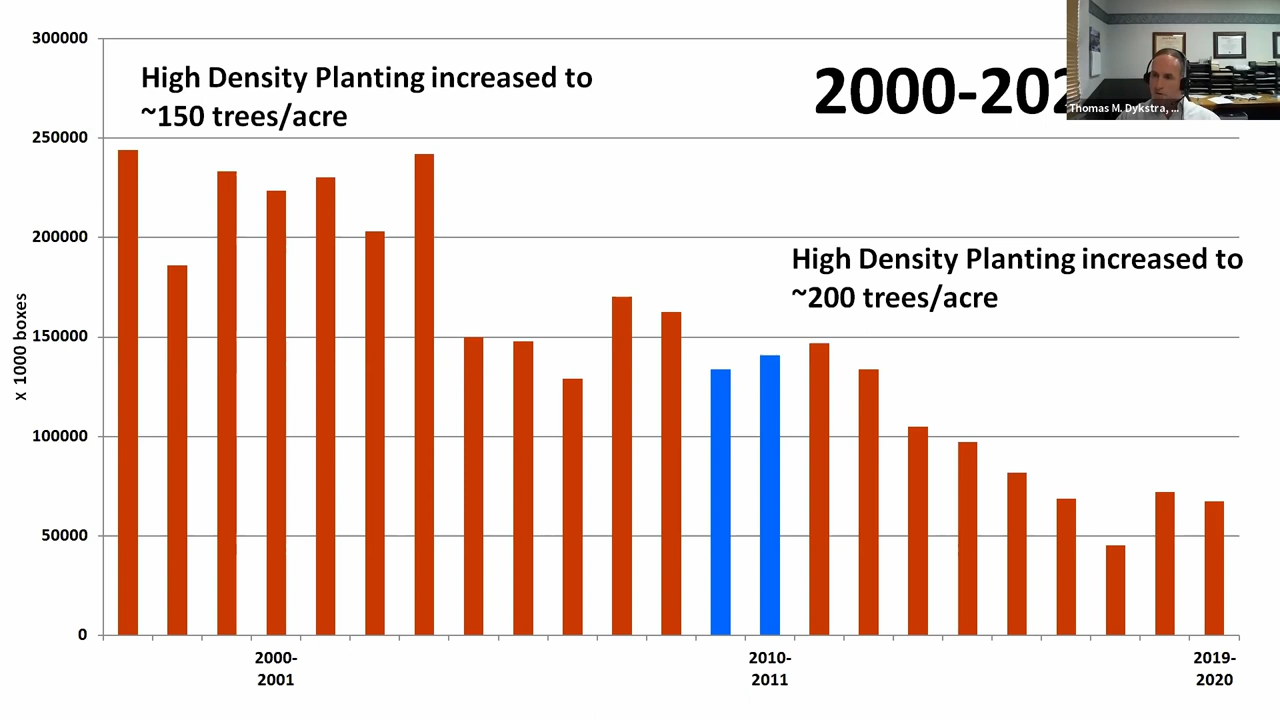 300000
250000
200000
150000
100000
50000
0
x 1000 boxes
High Density Planting increased to
~150 trees/acre
2000-202
Thomas M. Dykstra, ...
High Density Planting increased to
~200 trees/acre
2000-
2001
2010-
2011
2019-
2020